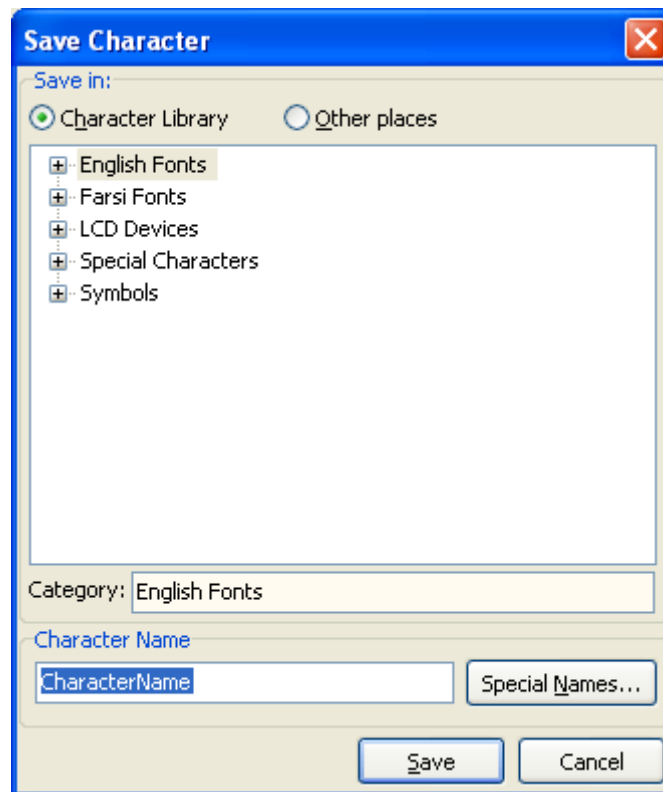 Save Character
Save in:
Character Library Other places
English Fonts
Farsi Fonts
LCD Devices
Special Characters
Symbols
Category: English Fonts
Character Name
CharacterName Special Names...
Save Cancel